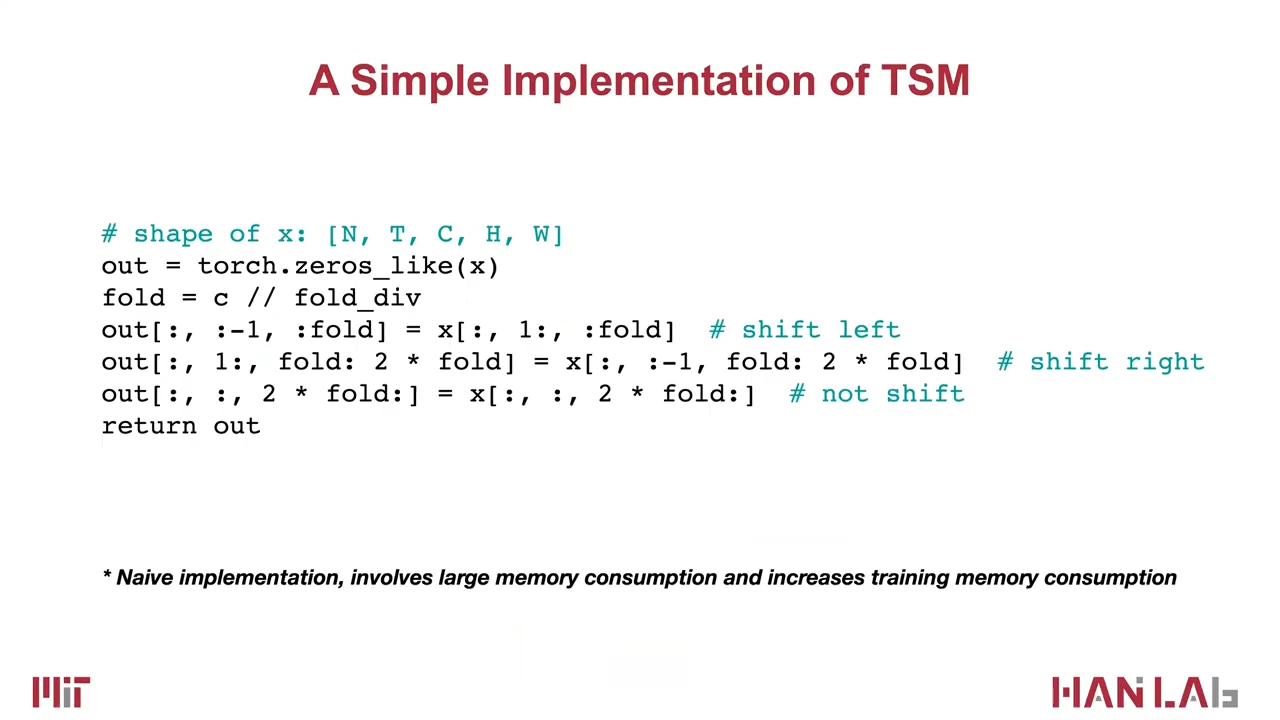 A Simple Implementation of TSM
# shape of x: [N, T, C, H, W]
out = torch.zeros_like(x)
fold = c // fold_div
out[:, :-1, :fold] = x[:, 1:, :fold]  # shift left
out[:, 1:, fold: 2 * fold] = x[:, :-1, fold: 2 * fold]  # shift right
out[:, :, 2 * fold:] = x[:, :, 2 * fold:]  # not shift
return out
* Naive implementation, involves large memory consumption and increases training memory consumption
MIT
HAN LAb